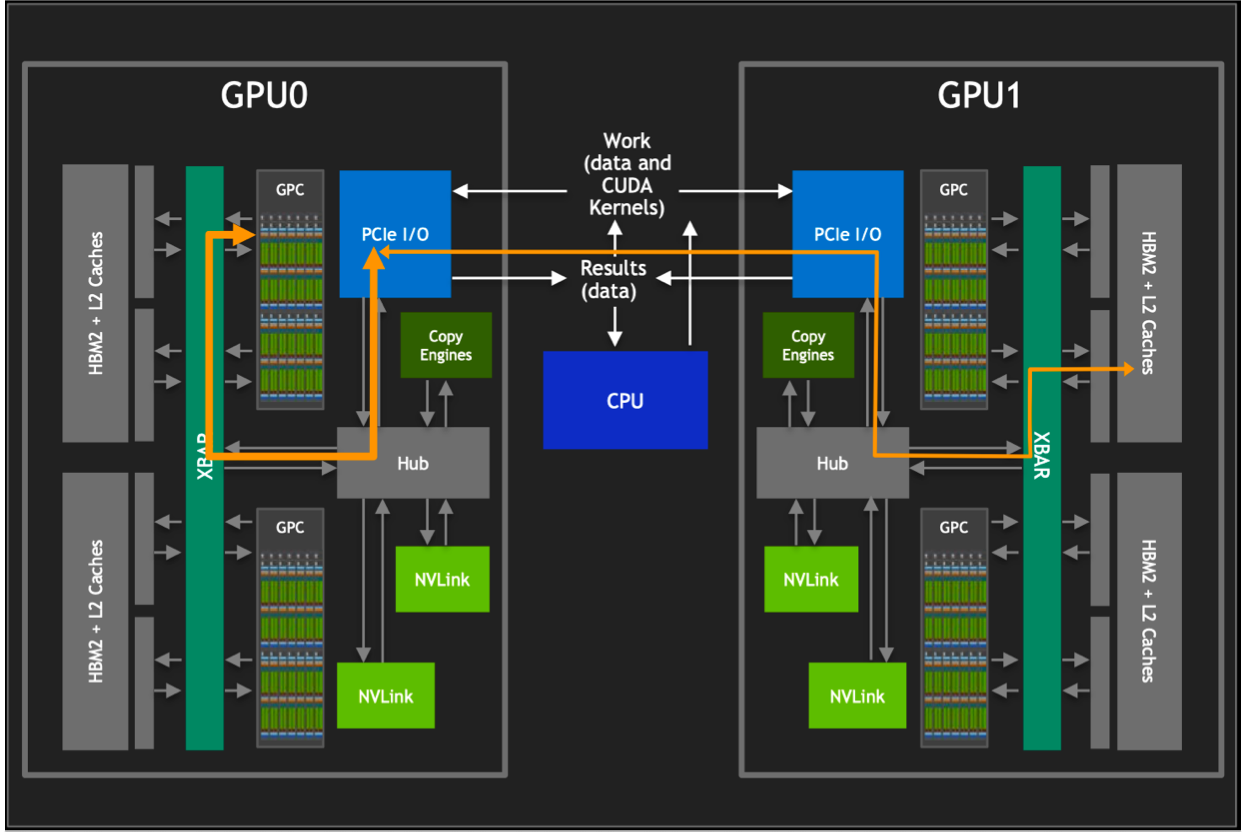 GPU0
GPU1
Work
(data and
CUDA
Kernels)
HBM2 + L2 Caches
XBAR
GPC
PCIe I/O
Results
(data)
PCIe I/O
GPC
XBAR
HBM2 + L2 Caches
Copy
Engines
CPU
Copy
Engines
Hub
Hub
HBM2 + L2 Caches
GPC
NVLink
NVLink
NVLink
NVLink
GPC
HBM2 + L2 Caches